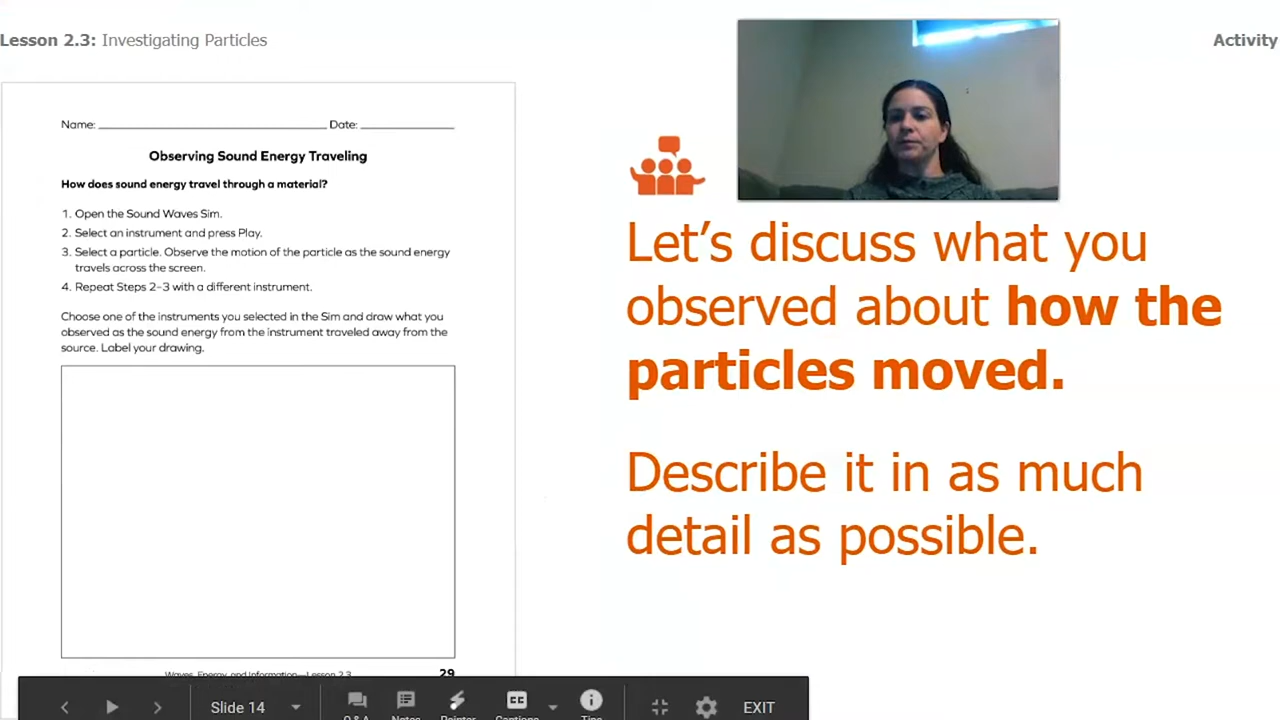 Lesson 2.3: Investigating Particles
Activity
Name: Date:
Observing Sound Energy Traveling
How does sound energy travel through a material?
1. Open the Sound Waves Sim.
2. Select an instrument and press Play.
3. Select a particle. Observe the motion of the particle as the sound energy
travels across the screen.
4. Repeat Steps 2–3 with a different instrument.
Choose one of the instruments you selected in the Sim and draw what you
observed as the sound energy from the instrument traveled away from the
source. Label your drawing.
Waves, Energy, and Information—Lesson 2.3
29
Let's discuss what you
observed about how the
particles moved.
Describe it in as much
detail as possible.
Slide 14
Q & A
Notes
Pointer
CC
Captions
Tips
EXIT